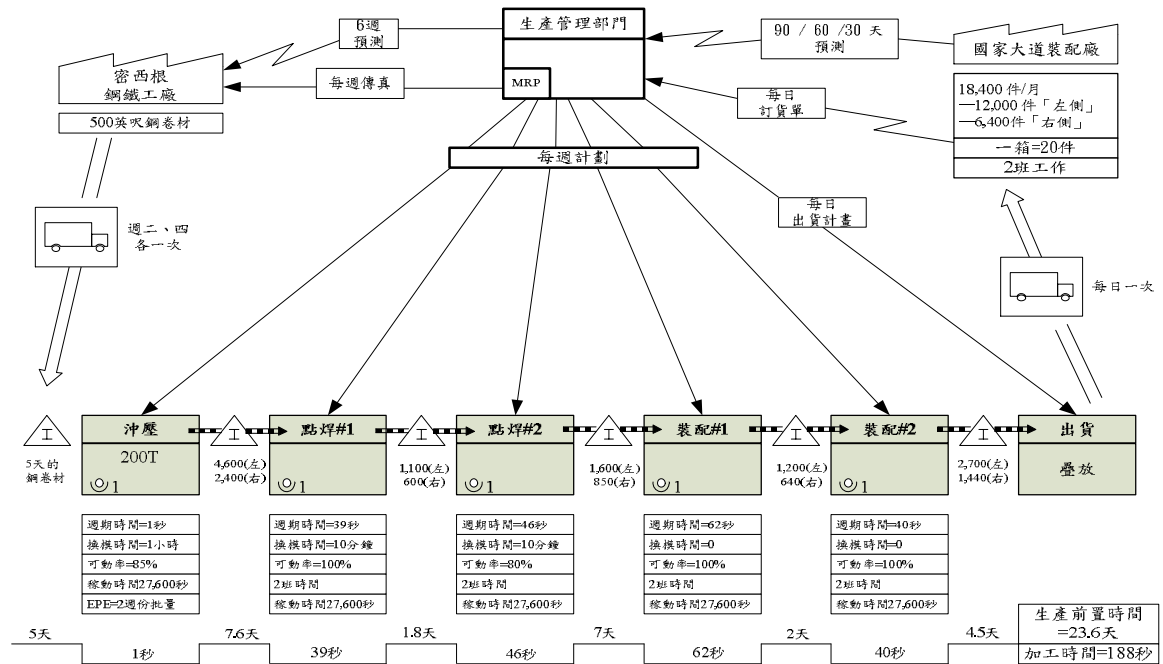 生產管理部門
MRP
6週
預測
每週傳真
90 / 60 /30 天
預測
每日
訂貨單
密西根
鋼鐵工廠
500英呎鋼卷材
國家大道裝配廠
18,400 件/月
—12,000 件「左側」
—6,400件「右側」
一箱=20件
2班工作
每週計劃
每日
出貨計畫
週二、四
各一次
每日一次
I
5天的
鋼卷材
沖壓
200T
1
I
4,600(左)
2,400(右)
點焊#1
1
I
1,100(左)
600(右)
點焊#2
1
I
1,600(左)
850(右)
裝配#1
1
I
1,200(左)
640(右)
裝配#2
1
I
2,700(左)
1,440(右)
出貨
疊放
週期時間=1秒
換模時間=1小時
可動率=85%
稼動時間27,600秒
EPE=2週份批量
週期時間=39秒
換模時間=10分鐘
可動率=100%
2班時間
稼動時間27,600秒
週期時間=46秒
換模時間=10分鐘
可動率=80%
2班時間
稼動時間27,600秒
週期時間=62秒
換模時間=0
可動率=100%
2班時間
稼動時間27,600秒
週期時間=40秒
換模時間=0
可動率=100%
2班時間
稼動時間27,600秒
5天
1秒
7.6天
39秒
1.8天
46秒
7天
62秒
2天
40秒
4.5天
生產前置時間
=23.6天
加工時間=188秒